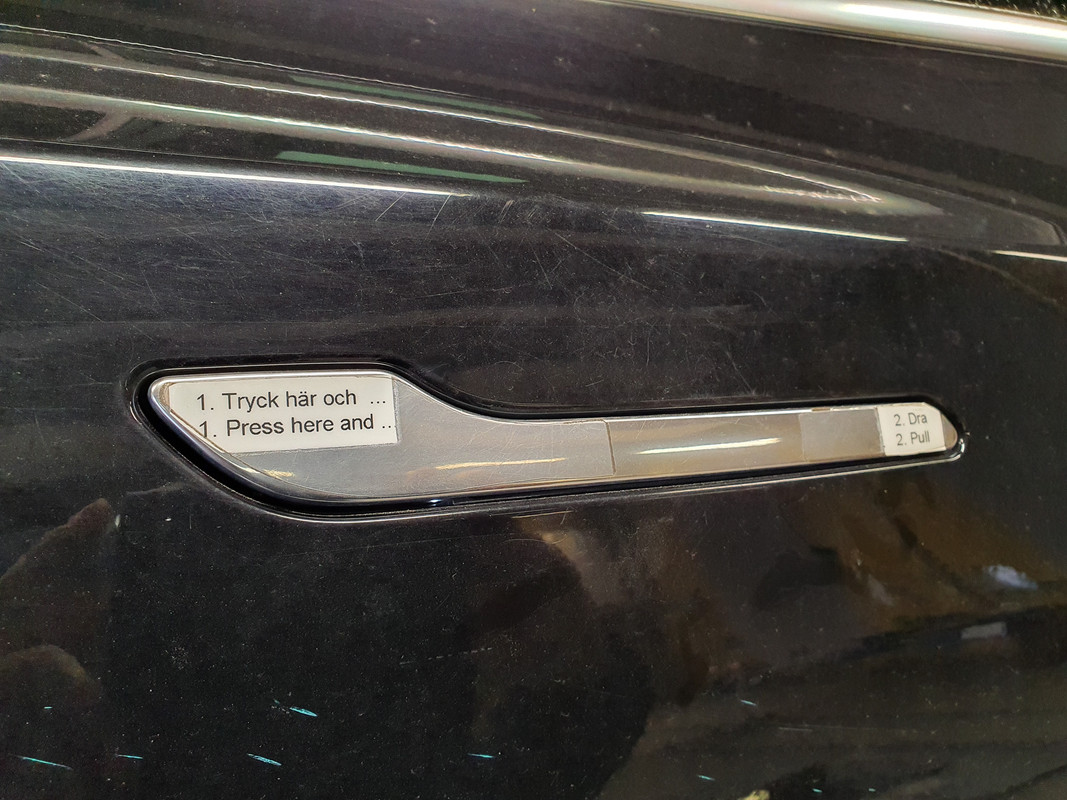 1. Tryck här och ...
1. Press here and ..
2. Dra
2. Pull